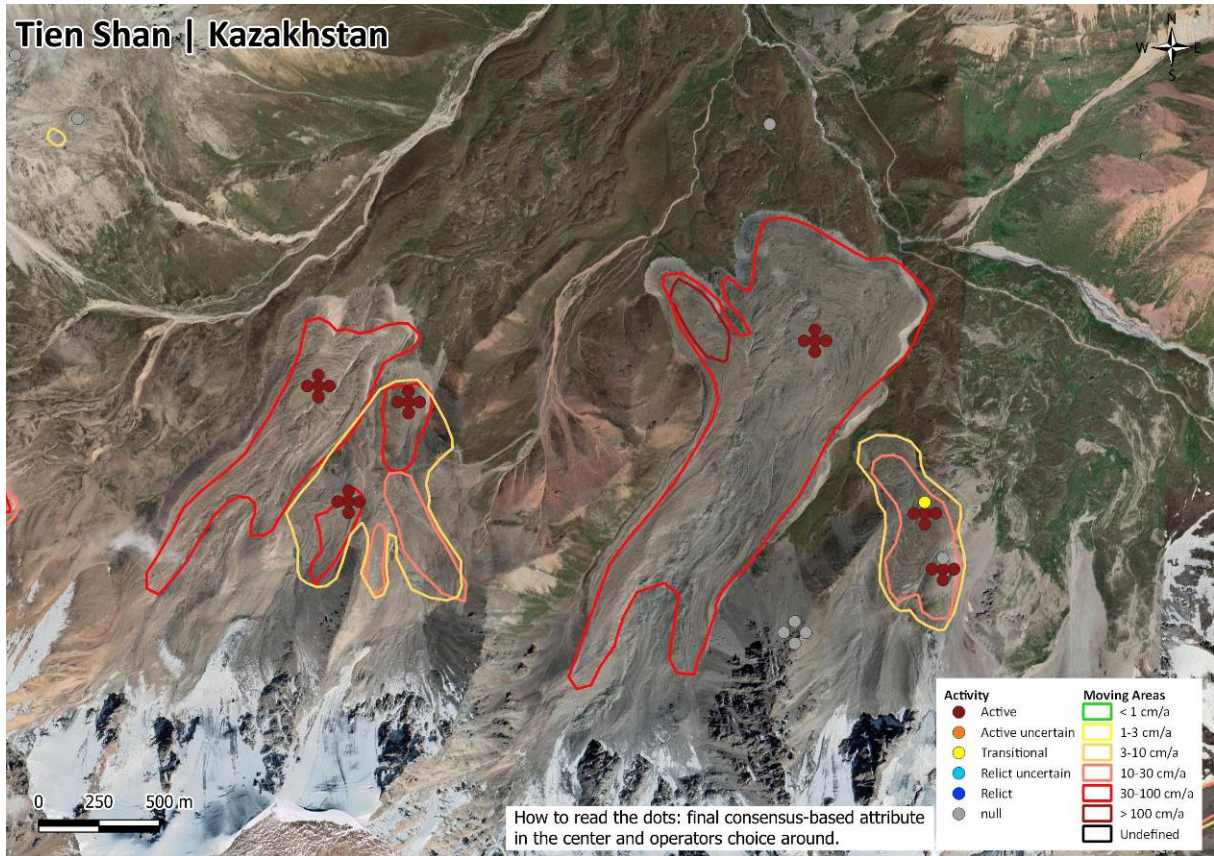 Tien Shan | Kazakhstan
N
W E
S
Activity
Active
Active uncertain
Transitional
Relict uncertain
Relict
null
Moving Areas
< 1 cm/a
1-3 cm/a
3-10 cm/a
10-30 cm/a
30-100 cm/a
> 100 cm/a
Undefined
0 250 500 m
How to read the dots: final consensus-based attribute
in the center and operators choice around.